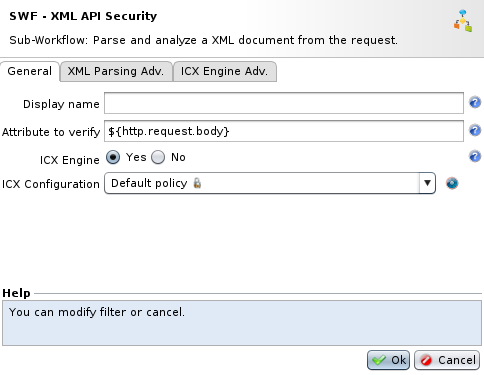 SWF - XML API Security
Sub-Workflow: Parse and analyze a XML document from the request.
General XML Parsing Adv. ICX Engine Adv.
Display name
Attribute to verify ${http.request.body}
ICX Engine Yes No
ICX Configuration Default policy
Help
You can modify filter or cancel.
Ok Cancel